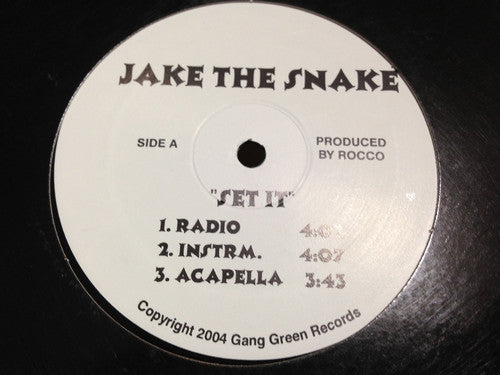 JAKE THE SNAKE
SIDE A
PRODUCED
BY ROCCO
"SET IT"
1. RADIO
2. INSTRM. 4:07
3. ACAPELLA 3:43
Copyright 2004 Gang Green Records